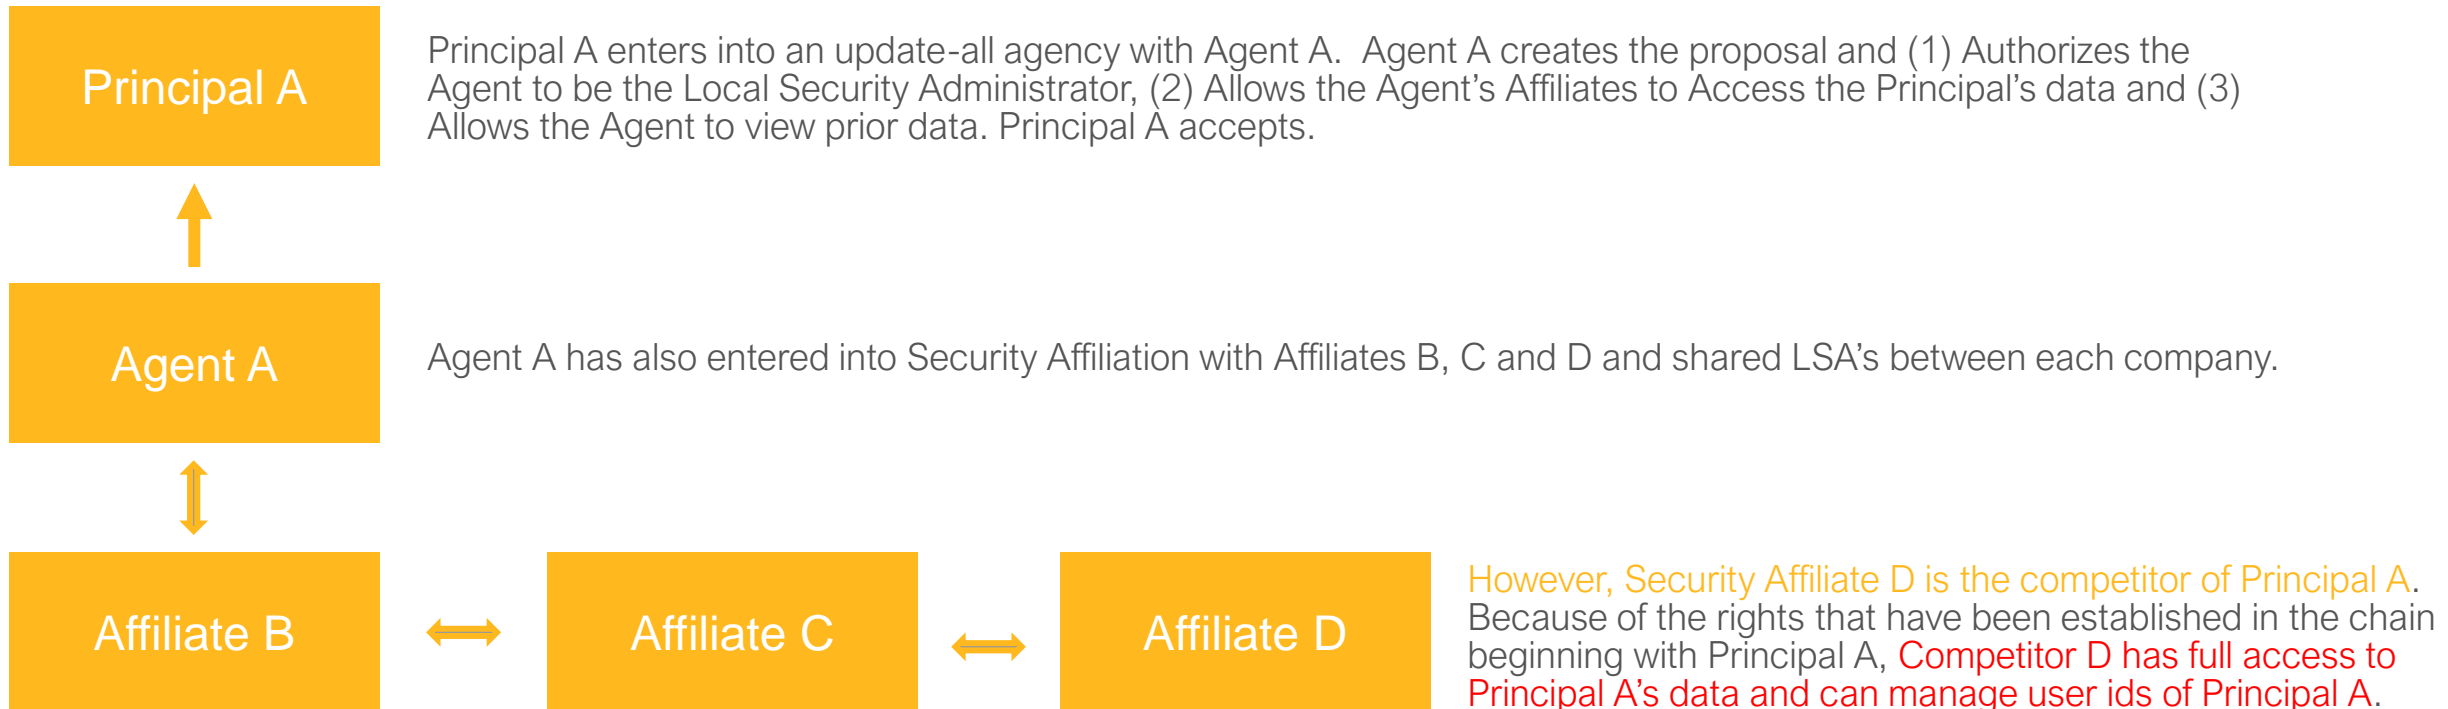 Principal A
Principal A enters into an update-all agency with Agent A.  Agent A creates the proposal and (1) Authorizes the
Agent to be the Local Security Administrator, (2) Allows the Agent’s Affiliates to Access the Principal’s data and (3)
Allows the Agent to view prior data. Principal A accepts.
Agent A
Agent A has also entered into Security Affiliation with Affiliates B, C and D and shared LSA’s between each company.
Affiliate B
Affiliate C
Affiliate D
However, Security Affiliate D is the competitor of Principal A.
Because of the rights that have been established in the chain
beginning with Principal A, Competitor D has full access to
Principal A’s data and can manage user ids of Principal A.